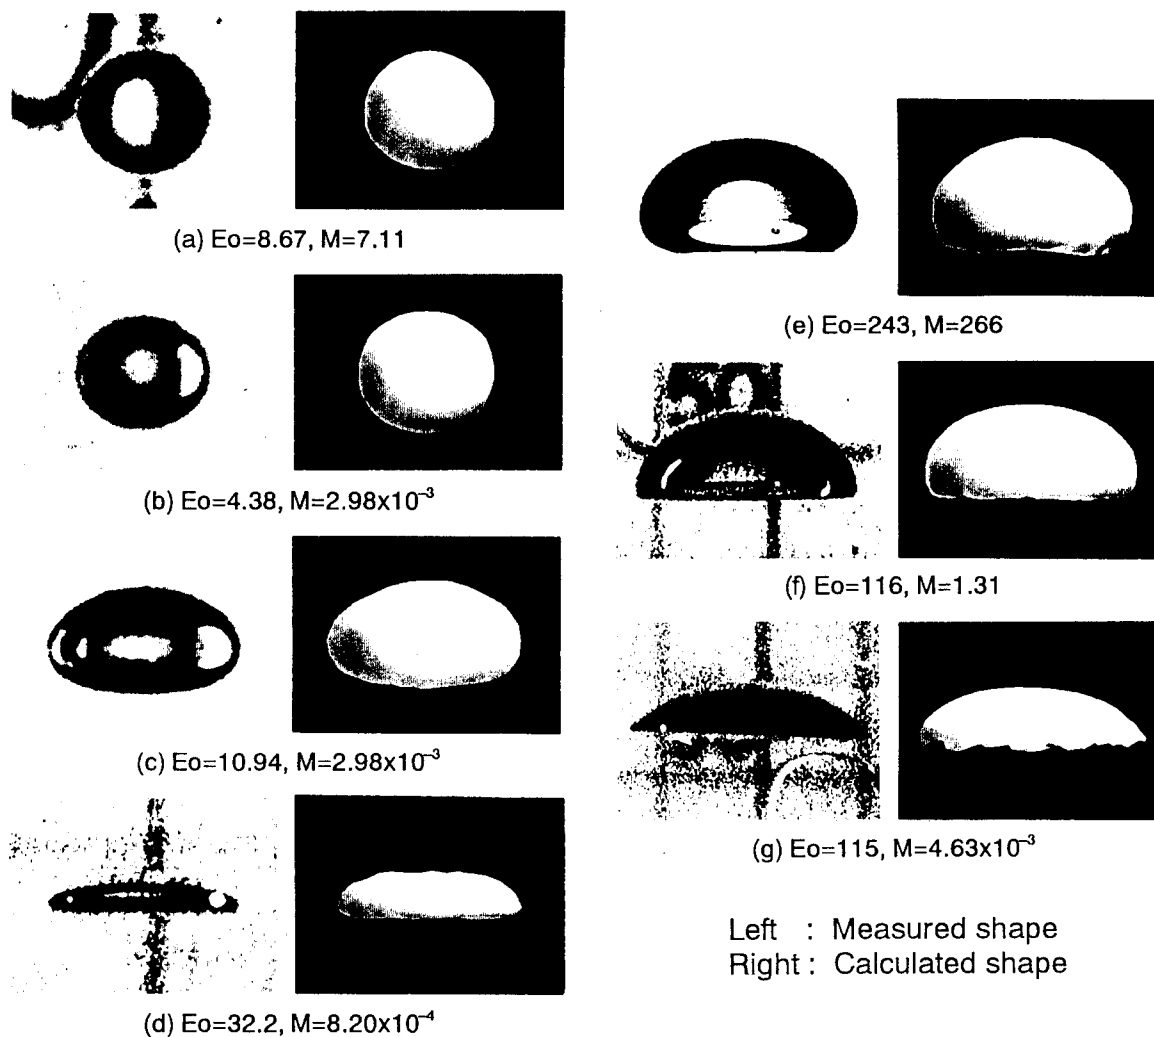 (a) Eo=8.67, M=7.11
(b) Eo=4.38, M=2.98x10⁻³
(c) Eo=10.94, M=2.98x10⁻³
(d) Eo=32.2, M=8.20x10⁻⁴
(e) Eo=243, M=266
(f) Eo=116, M=1.31
(g) Eo=115, M=4.63x10⁻³
Left : Measured shape
Right : Calculated shape